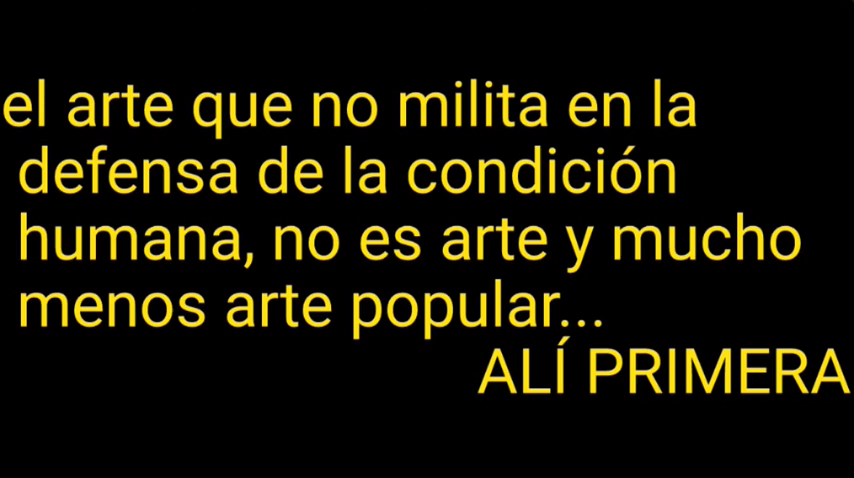 el arte que no milita en la
defensa de la condición
humana, no es arte y mucho
menos arte popular...
ALÍ PRIMERA